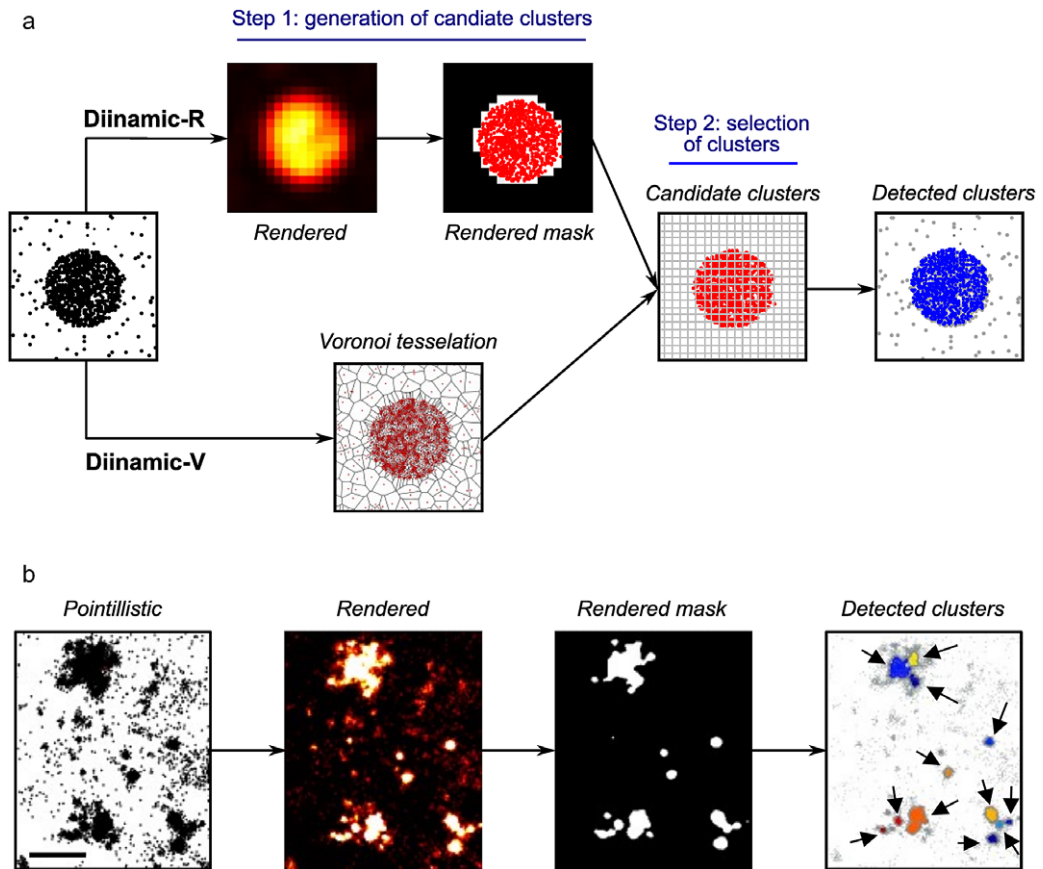 a
Step 1: generation of candiate clusters
Diinamic-R
Rendered
Rendered mask
Step 2: selection
of clusters
Candidate clusters
Detected clusters
Voronoi tesselation
Diinamic-V
b
Pointillistic
Rendered
Rendered mask
Detected clusters